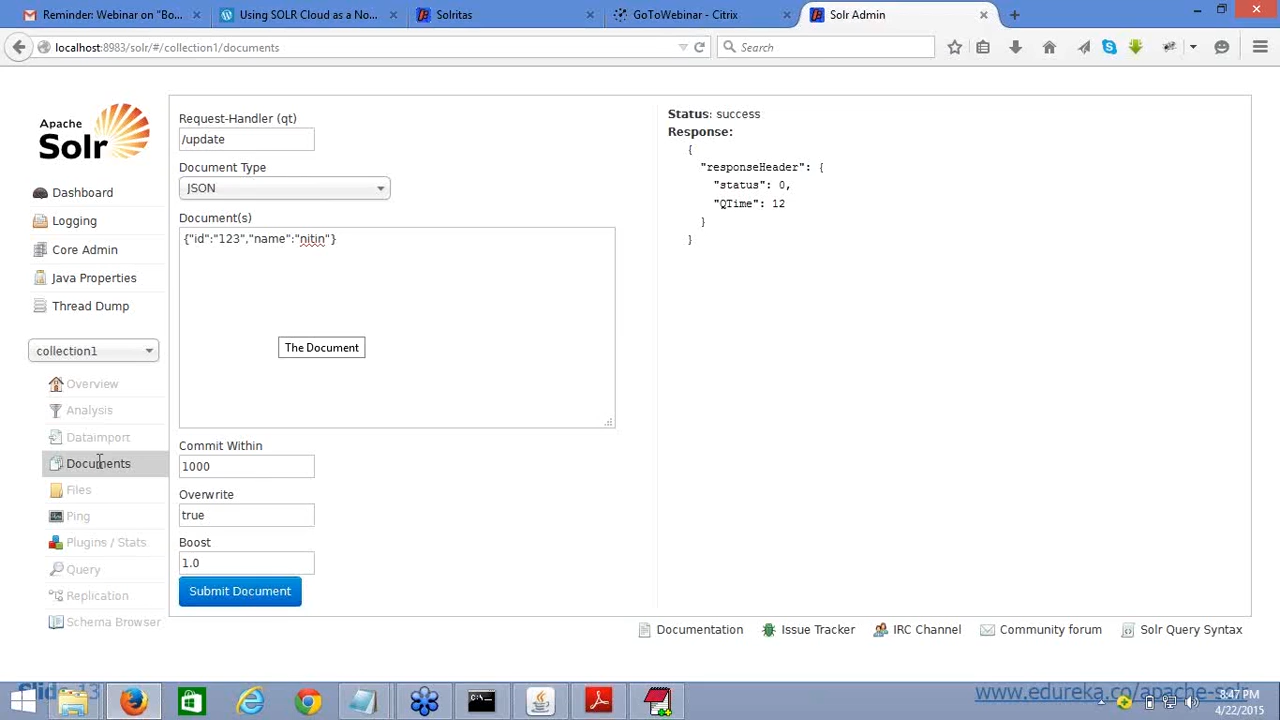 Reminder: Webinar on "Bo...
Using SOLR Cloud as a No...
Solritas
GoToWebinar - Citrix
Solr Admin
localhost:8983/solr/#/collection1/documents
Search
Apache
Solr
Dashboard
Logging
Core Admin
Java Properties
Thread Dump
collection1
Overview
Analysis
Dataimport
Documents
Files
Ping
Plugins / Stats
Query
Replication
Schema Browser
Request-Handler (qt)
/update
Document Type
JSON
Document(s)
{"id":"123","name":"nitin"}
The Document
Commit Within
1000
Overwrite
true
Boost
1.0
Submit Document
Status: success
Response:
{
"responseHeader": {
"status": 0,
"QTime": 12
}
}
Documentation
Issue Tracker
IRC Channel
Community forum
Solr Query Syntax
Slide 13
www.edureka.co/apache-solr
8:47 PM
4/22/2015